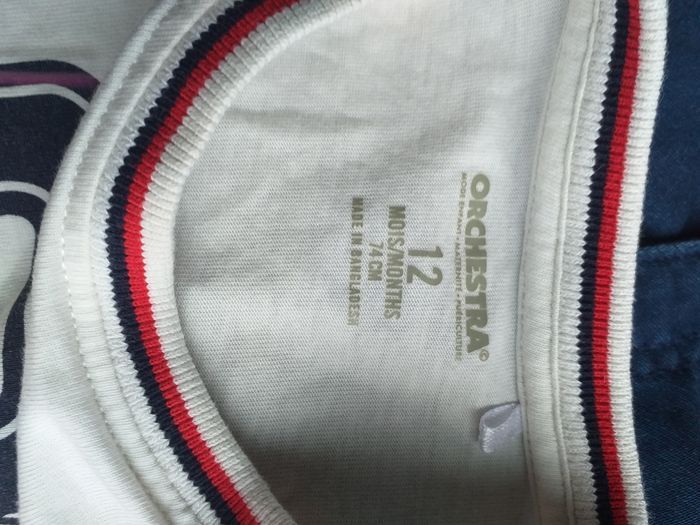 ORCHESTRA©
MODE ENFANT • MATERNITÉ • PUÉRICULTURE
12
MOIS/MONTHS
74 CM
MADE IN BANGLADESH